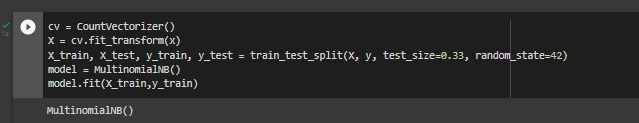 cv = CountVectorizer()
X = cv.fit_transform(x)
X_train, X_test, y_train, y_test = train_test_split(X, y, test_size=0.33, random_state=42)
model = MultinomialNB()
model.fit(X_train,y_train)
MultinomialNB()